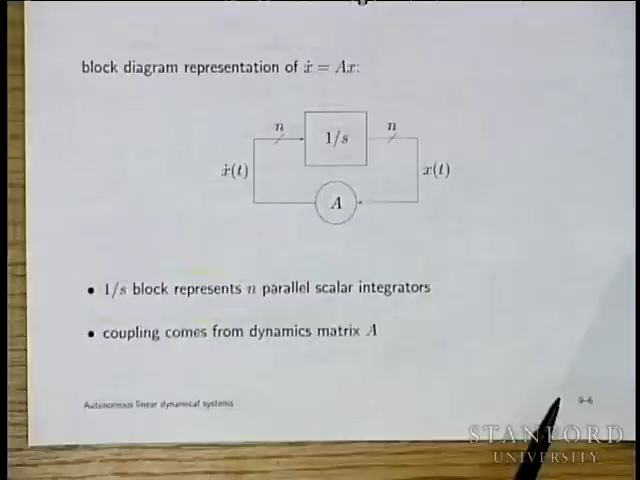 block diagram representation of ẋ = Ax:
n
1/s
n
ẋ(t)
x(t)
A
• 1/s block represents n parallel scalar integrators
• coupling comes from dynamics matrix A
Autonomous linear dynamical systems
9–6
STANFORD
UNIVERSITY